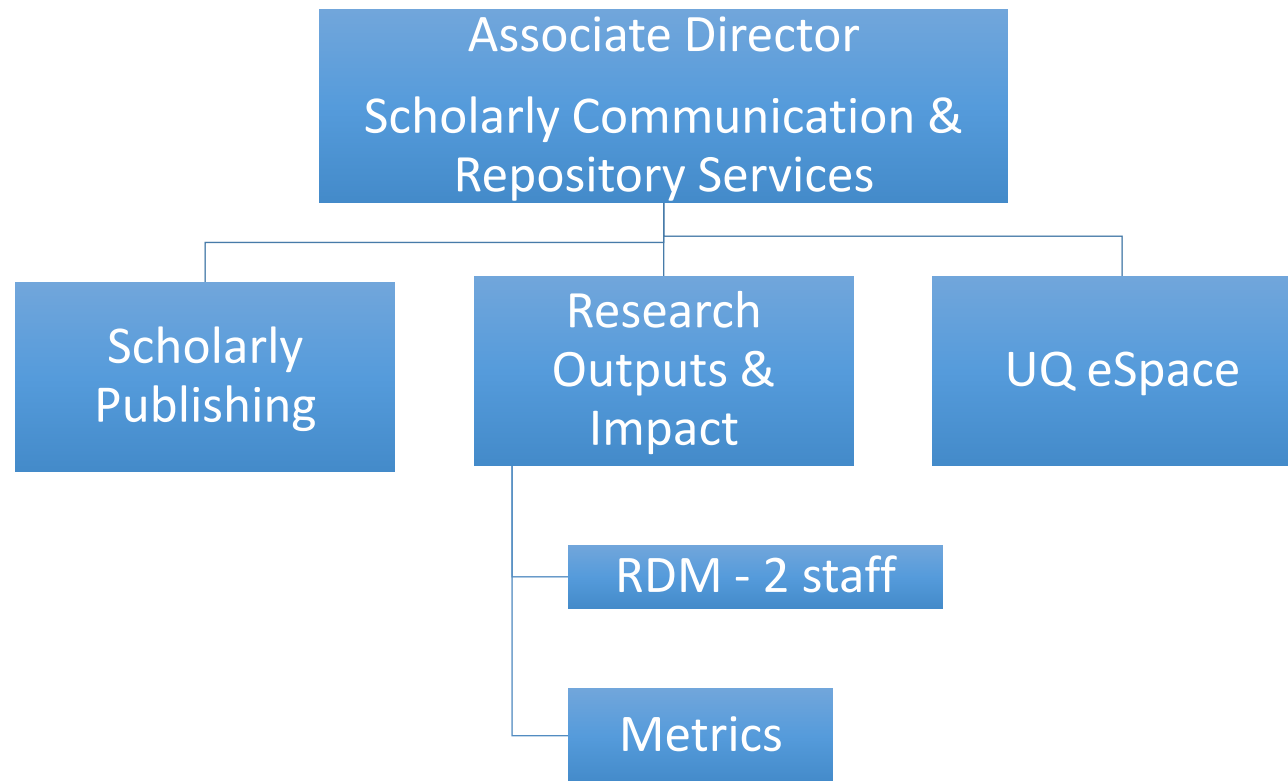 Associate Director
Scholarly Communication &
Repository Services
Scholarly
Publishing
Research
Outputs &
Impact
UQ eSpace
RDM - 2 staff
Metrics